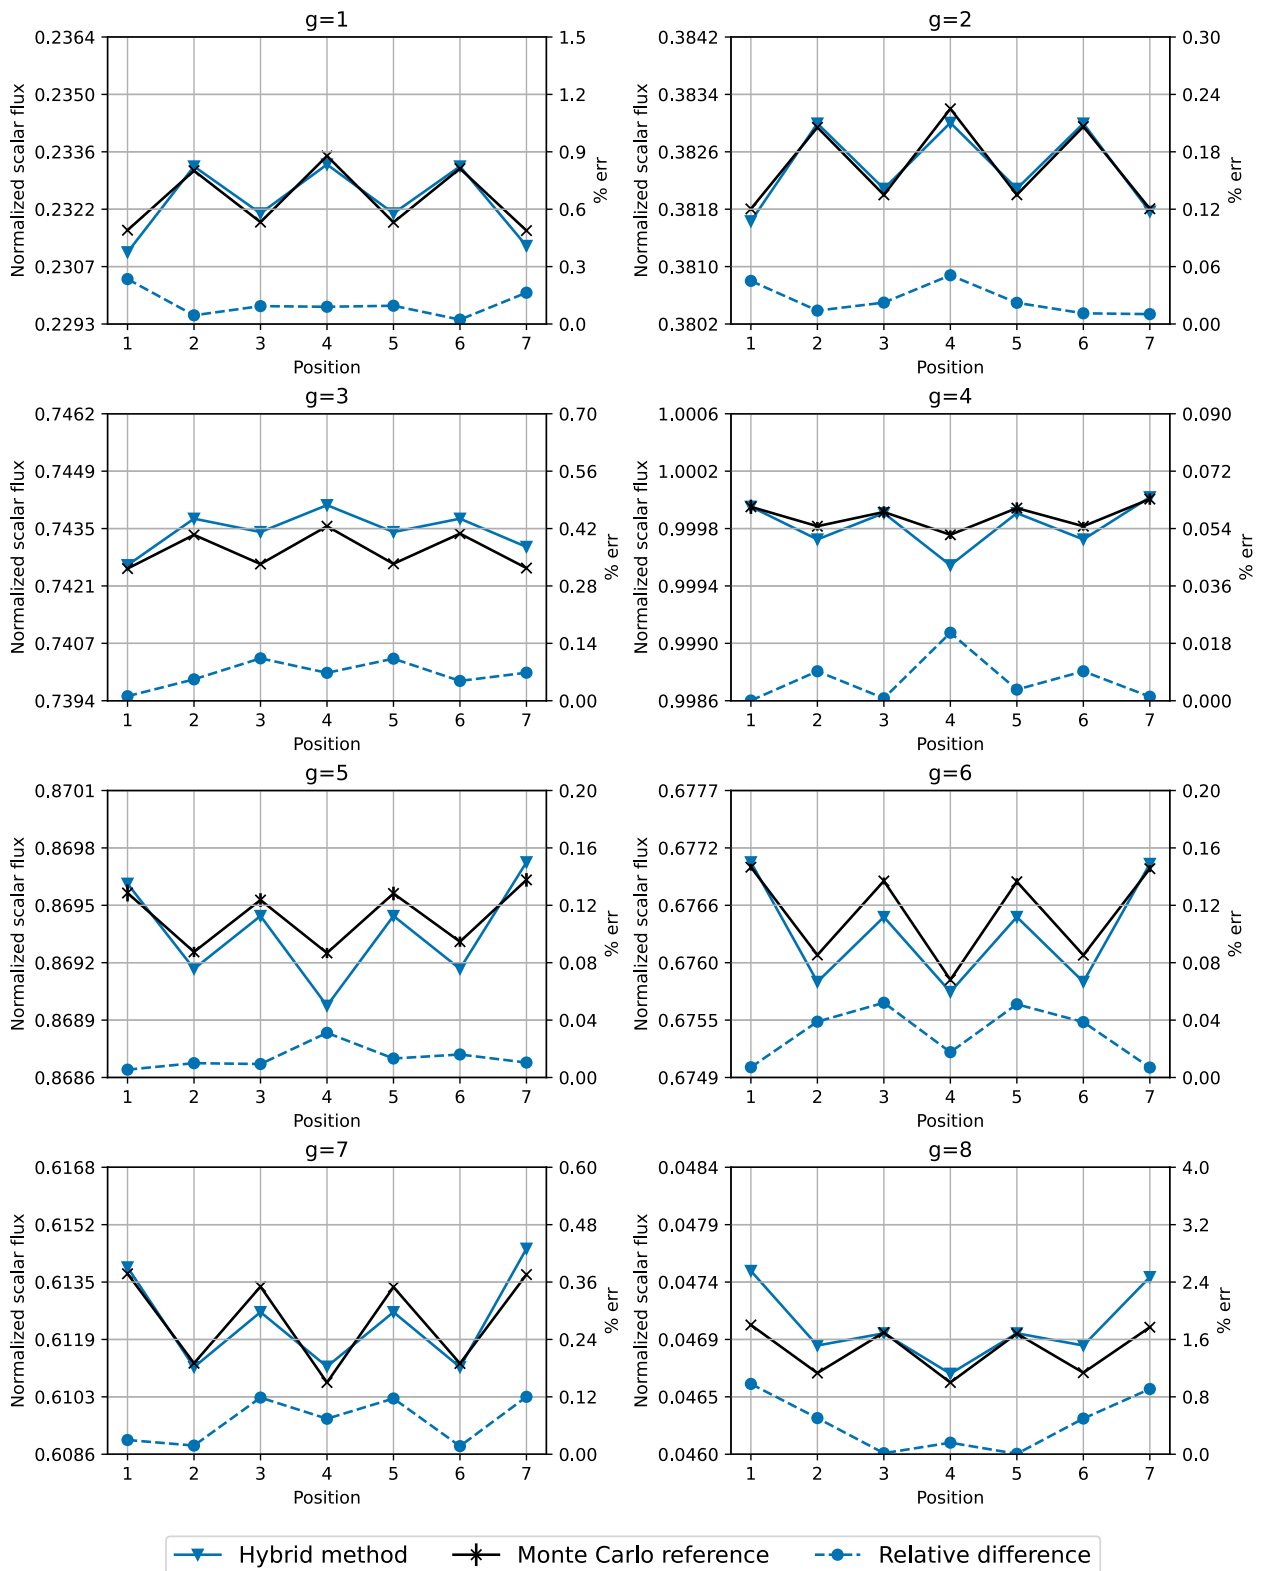 g=1
g=2
0.2364
0.2350
0.2336
0.2322
0.2307
0.2293
Normalized scalar flux
1.5
1.2
0.9
0.6
0.3
0.0
% err
1 2 3 4 5 6 7
Position
0.3842
0.3834
0.3826
0.3818
0.3810
0.3802
Normalized scalar flux
0.30
0.24
0.18
0.12
0.06
0.00
% err
1 2 3 4 5 6 7
Position
g=3
g=4
0.7462
0.7449
0.7435
0.7421
0.7407
0.7394
Normalized scalar flux
0.70
0.56
0.42
0.28
0.14
0.00
% err
1 2 3 4 5 6 7
Position
1.0006
1.0002
0.9998
0.9994
0.9990
0.9986
Normalized scalar flux
0.090
0.072
0.054
0.036
0.018
0.000
% err
1 2 3 4 5 6 7
Position
g=5
g=6
0.8701
0.8698
0.8695
0.8692
0.8689
0.8686
Normalized scalar flux
0.20
0.16
0.12
0.08
0.04
0.00
% err
1 2 3 4 5 6 7
Position
0.6777
0.6772
0.6766
0.6760
0.6755
0.6749
Normalized scalar flux
0.20
0.16
0.12
0.08
0.04
0.00
% err
1 2 3 4 5 6 7
Position
g=7
g=8
0.6168
0.6152
0.6135
0.6119
0.6103
0.6086
Normalized scalar flux
0.60
0.48
0.36
0.24
0.12
0.00
% err
1 2 3 4 5 6 7
Position
0.0484
0.0479
0.0474
0.0469
0.0465
0.0460
Normalized scalar flux
4.0
3.2
2.4
1.6
0.8
0.0
% err
1 2 3 4 5 6 7
Position
Hybrid method Monte Carlo reference Relative difference